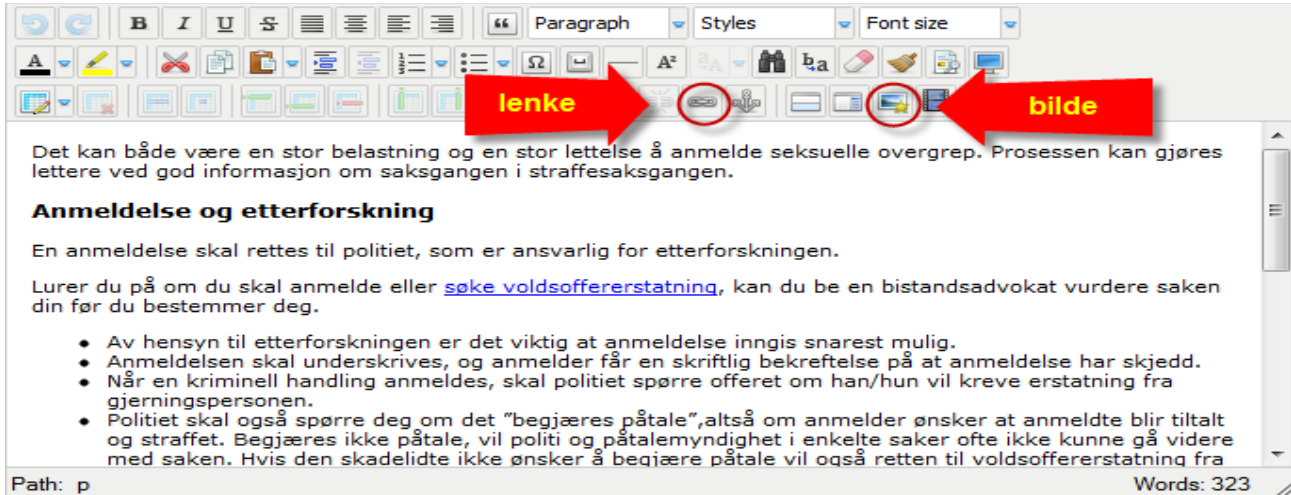 B I U S Paragraph Styles Font size
A Ω A² ba
lenke bilde
Det kan både være en stor belastning og en stor lettelse å anmelde seksuelle overgrep. Prosessen kan gjøres
lettere ved god informasjon om saksgangen i straffesaksgangen.
Anmeldelse og etterforskning
En anmeldelse skal rettes til politiet, som er ansvarlig for etterforskningen.
Lurer du på om du skal anmelde eller søke voldsoffererstatning, kan du be en bistandsadvokat vurdere saken
din før du bestemmer deg.
• Av hensyn til etterforskningen er det viktig at anmeldelse inngis snarest mulig.
• Anmeldelsen skal underskrives, og anmelder får en skriftlig bekreftelse på at anmeldelse har skjedd.
• Når en kriminell handling anmeldes, skal politiet spørre offeret om han/hun vil kreve erstatning fra
gjerningspersonen.
• Politiet skal også spørre deg om det ”begjæres påtale”,altså om anmelder ønsker at anmeldte blir tiltalt
og straffet. Begjæres ikke påtale, vil politi og påtalemyndighet i enkelte saker ofte ikke kunne gå videre
med saken. Hvis den skadelidte ikke ønsker å begjære påtale vil også retten til voldsoffererstatning fra
Path: p Words: 323